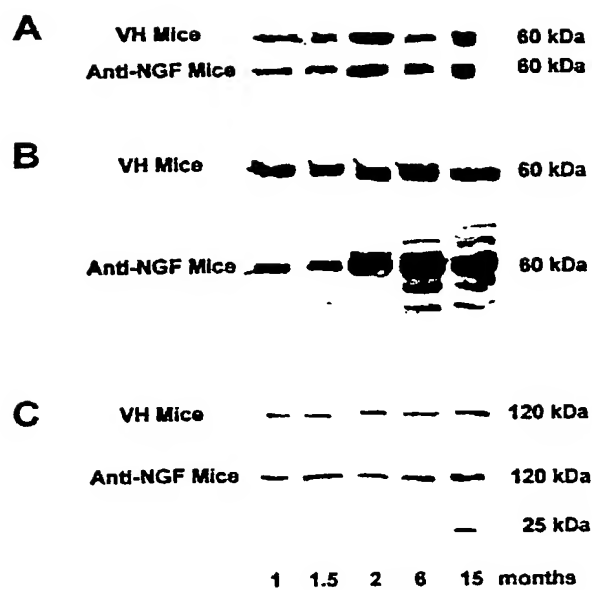 A
VH Mice 60 kDa
Anti-NGF Mice 60 kDa
B
VH Mice 60 kDa
Anti-NGF Mice 60 kDa
C
VH Mice 120 kDa
Anti-NGF Mice 120 kDa
25 kDa
1 1.5 2 6 15 months